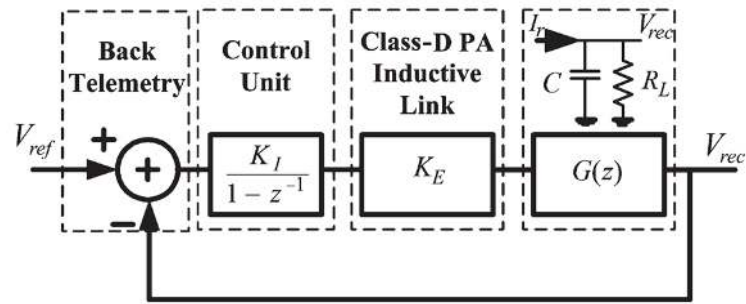 Back
Telemetry
Control
Unit
Class-D PA
Inductive
Link
I_r
V_rec
C
R_L
V_ref
+
+
−
K_I
1 − z^{-1}
K_E
G(z)
V_rec